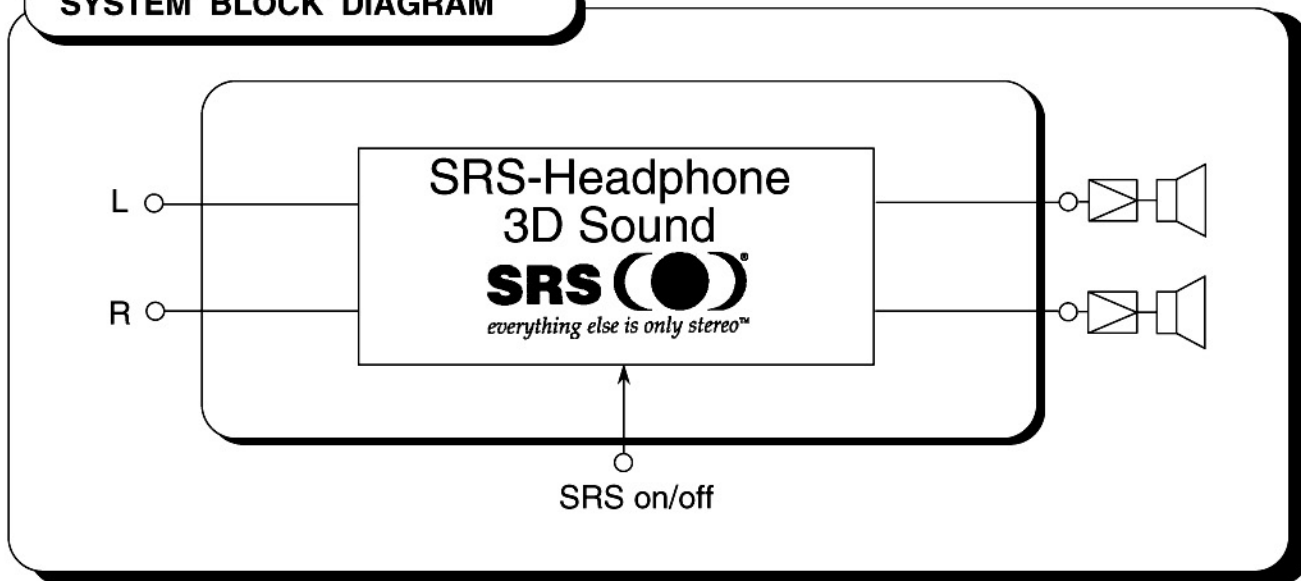 SYSTEM BLOCK DIAGRAM
SRS-Headphone
3D Sound
SRS ®
everything else is only stereo™
L
R
SRS on/off